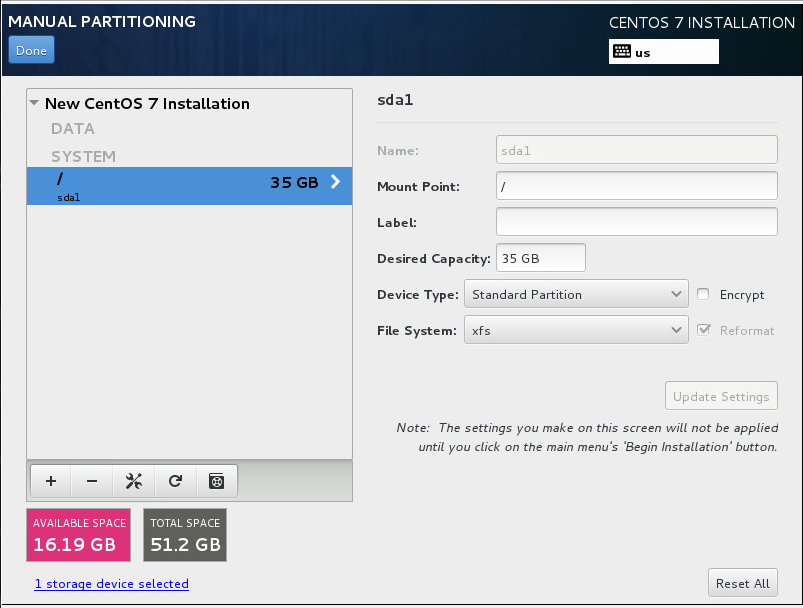 MANUAL PARTITIONING
CENTOS 7 INSTALLATION
Done
us
New CentOS 7 Installation
DATA
SYSTEM
/
35 GB
sda1
sda1
Name:
sda1
Mount Point:
/
Label:
Desired Capacity:
35 GB
Device Type:
Standard Partition
Encrypt
File System:
xfs
Reformat
Update Settings
Note: The settings you make on this screen will not be applied
until you click on the main menu's 'Begin Installation' button.
AVAILABLE SPACE
16.19 GB
TOTAL SPACE
51.2 GB
1 storage device selected
Reset All